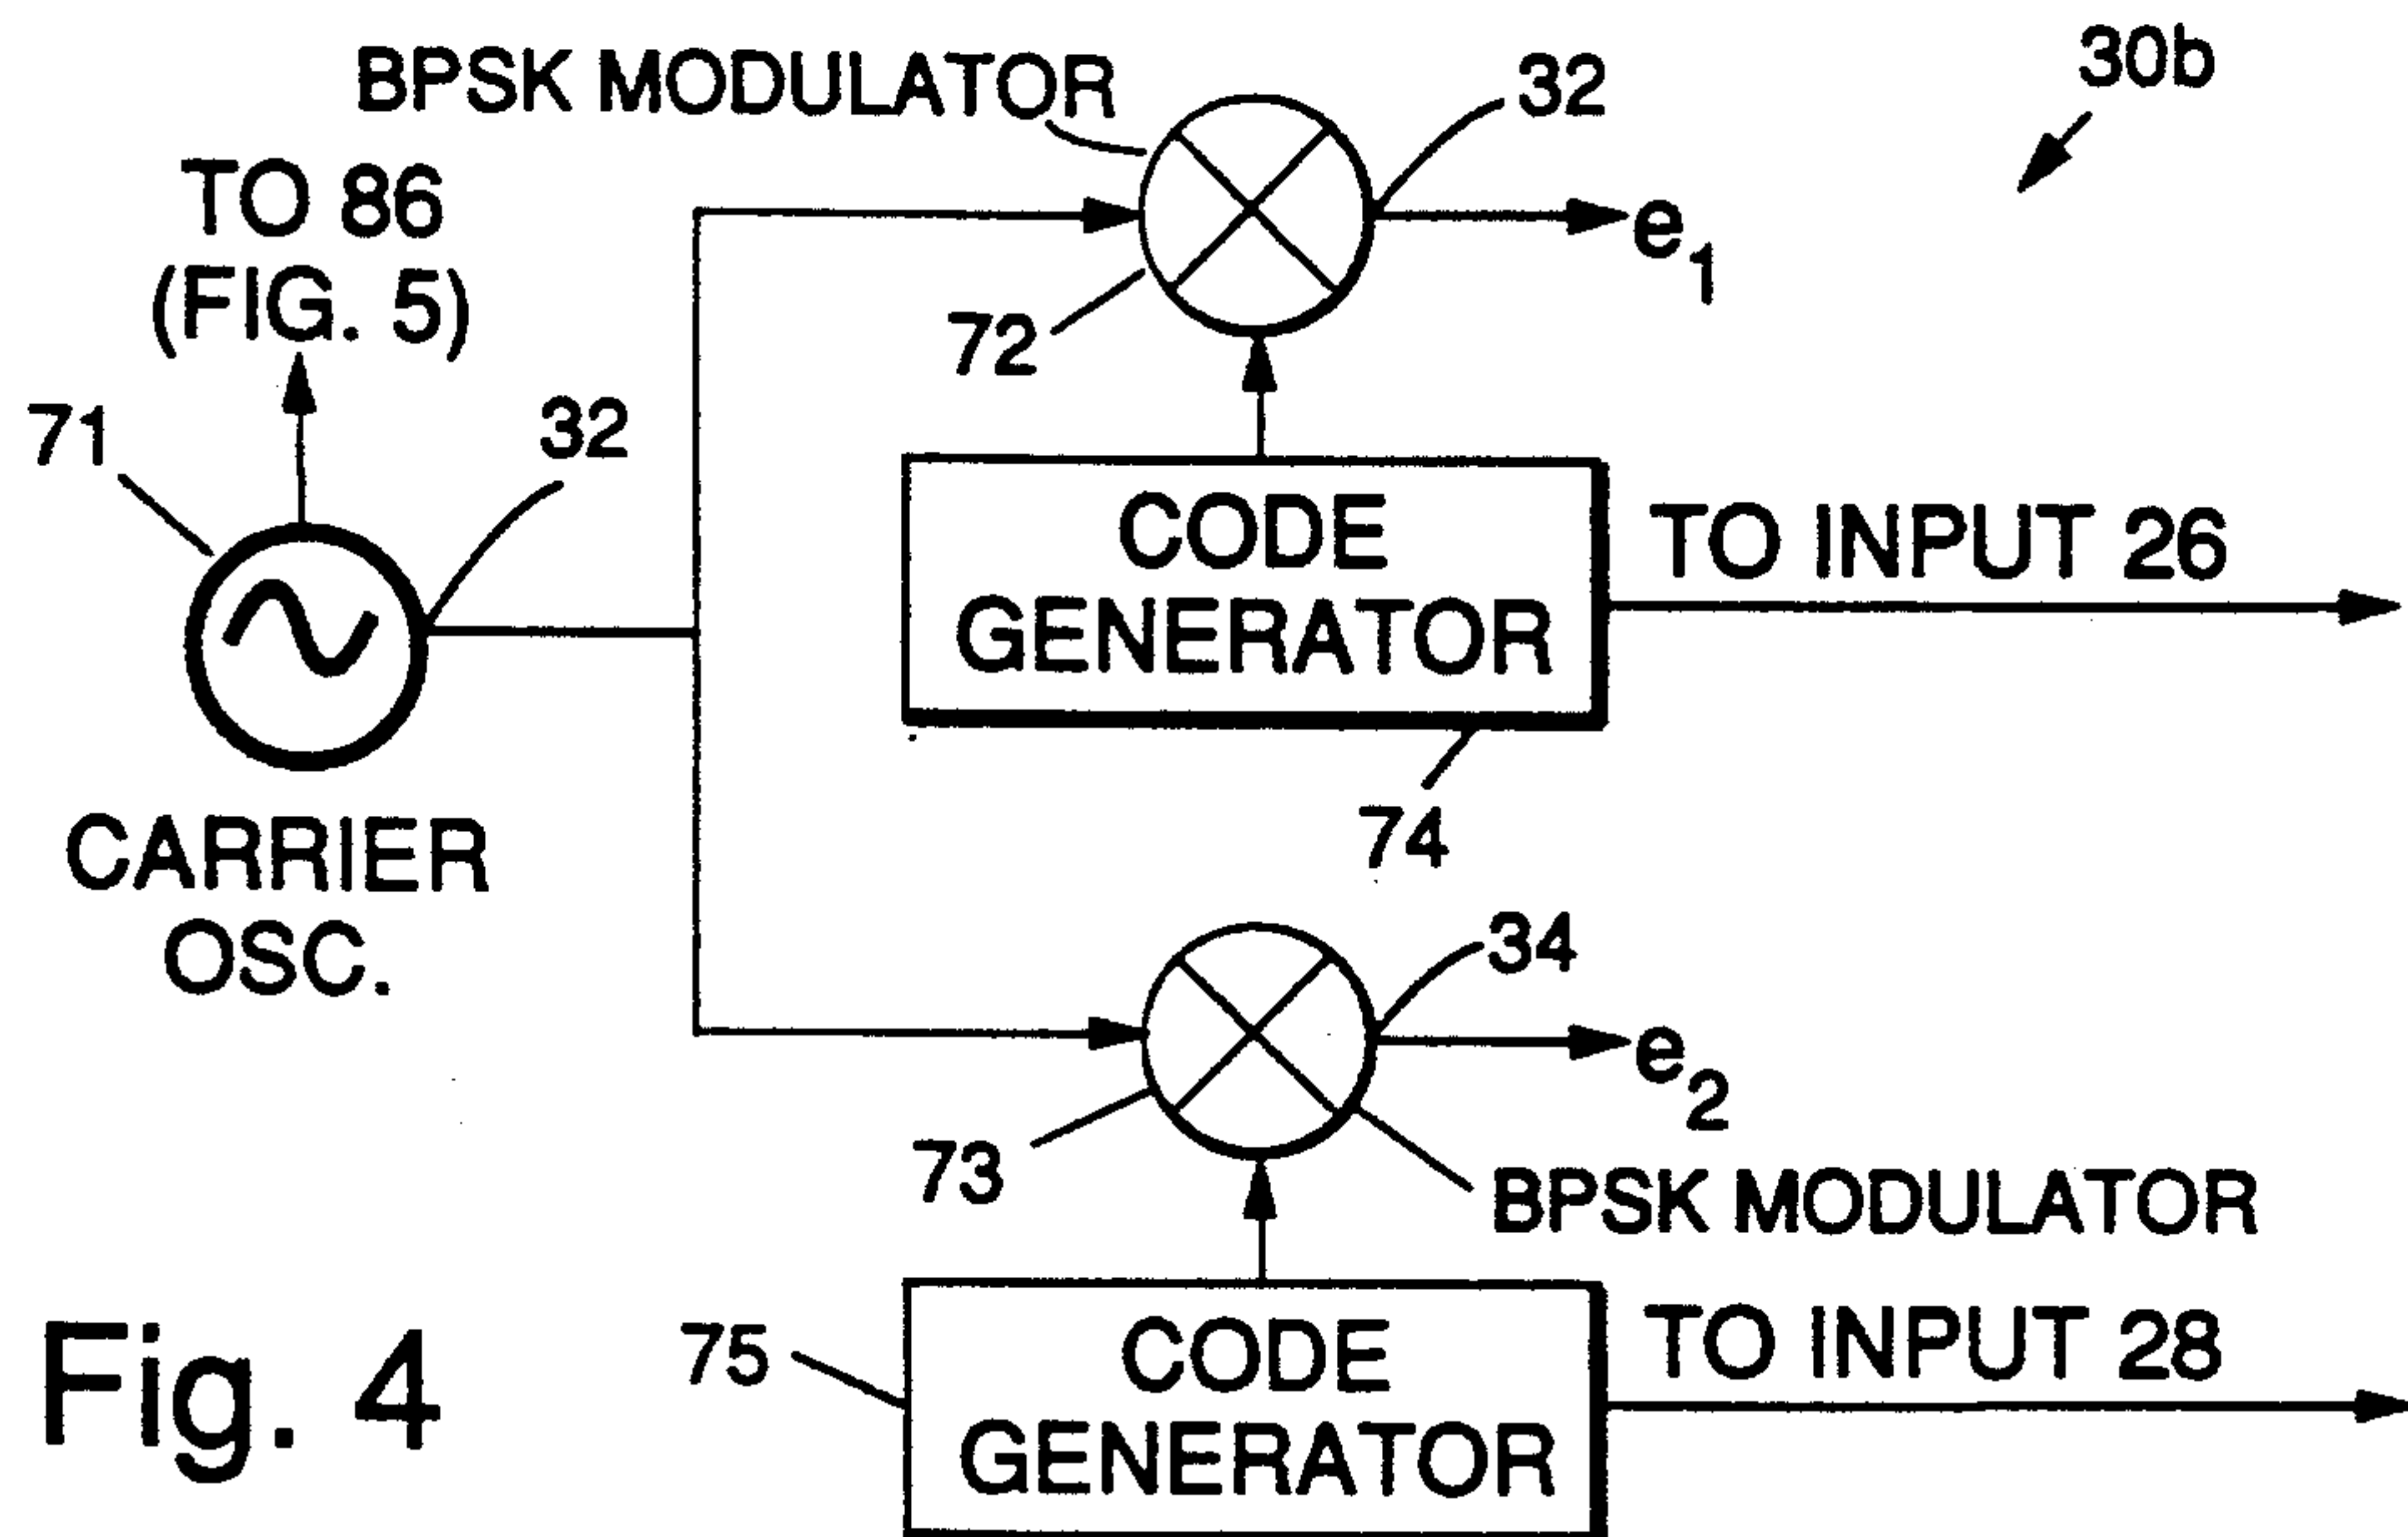 BPSK MODULATOR
32
30b
TO 86
(FIG. 5)
e1
72
71
32
CODE
GENERATOR
TO INPUT 26
74
CARRIER
OSC.
34
e2
73
BPSK MODULATOR
Fig. 4
75
CODE
GENERATOR
TO INPUT 28